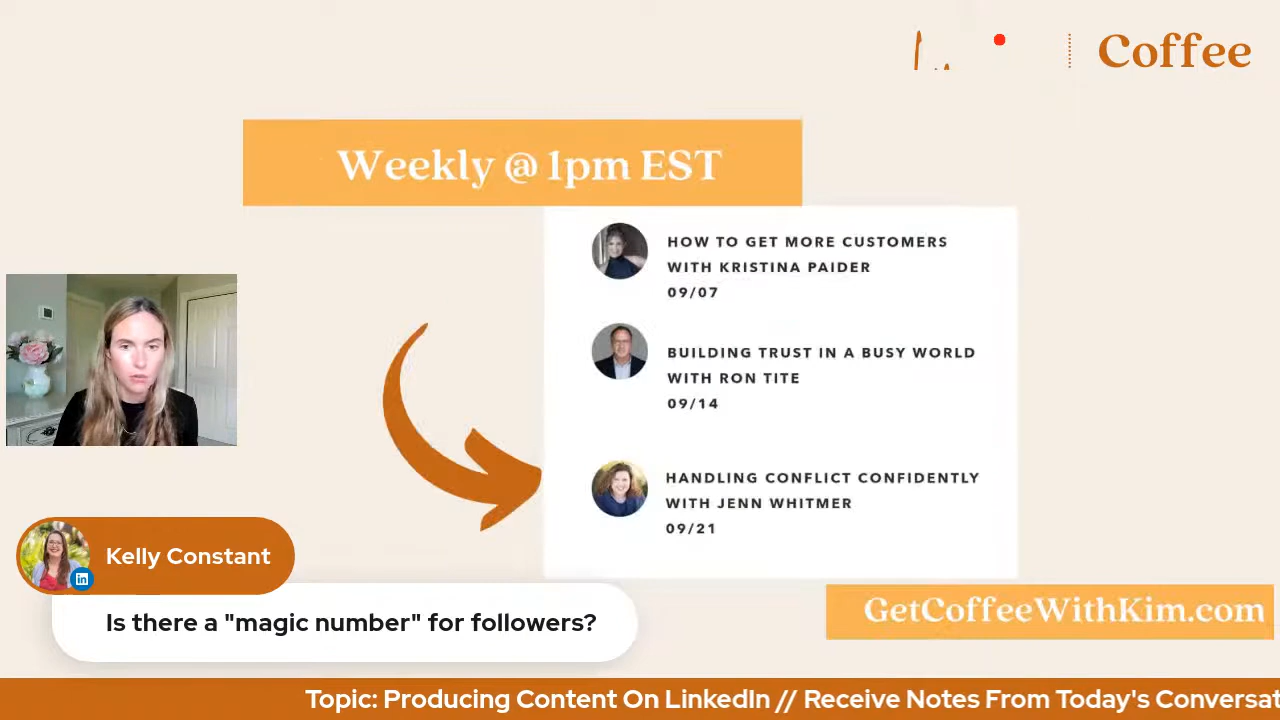 Coffee
Weekly @ 1pm EST
HOW TO GET MORE CUSTOMERS
WITH KRISTINA PAIDER
09/07
BUILDING TRUST IN A BUSY WORLD
WITH RON TITE
09/14
HANDLING CONFLICT CONFIDENTLY
WITH JENN WHITMER
09/21
Kelly Constant
in
Is there a "magic number" for followers?
GetCoffeeWithKim.com
Topic: Producing Content On LinkedIn // Receive Notes From Today's Conversat